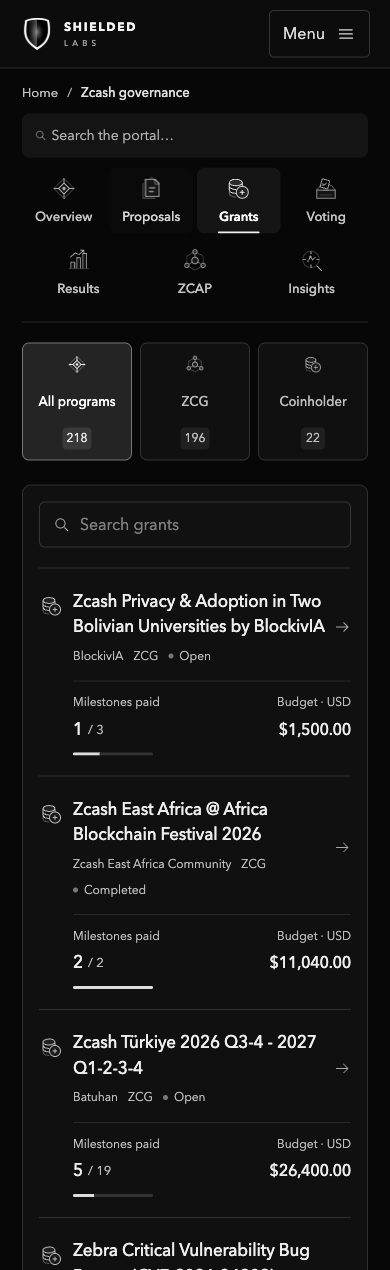 SHIELDED
LABS
Menu
Home / Zcash governance
Search the portal...
Overview
Proposals
Grants
Voting
Results
ZCAP
Insights
All programs
218
ZCG
196
Coinholder
22
Search grants
Zcash Privacy & Adoption in Two
Bolivian Universities by BlockivIA
BlockivIA ZCG • Open
Milestones paid
1 / 3
Budget · USD
$1,500.00
Zcash East Africa @ Africa
Blockchain Festival 2026
Zcash East Africa Community ZCG
• Completed
Milestones paid
2 / 2
Budget · USD
$11,040.00
Zcash Türkiye 2026 Q3-4 - 2027
Q1-2-3-4
Batuhan ZCG • Open
Milestones paid
5 / 19
Budget · USD
$26,400.00
Zebra Critical Vulnerability Bug